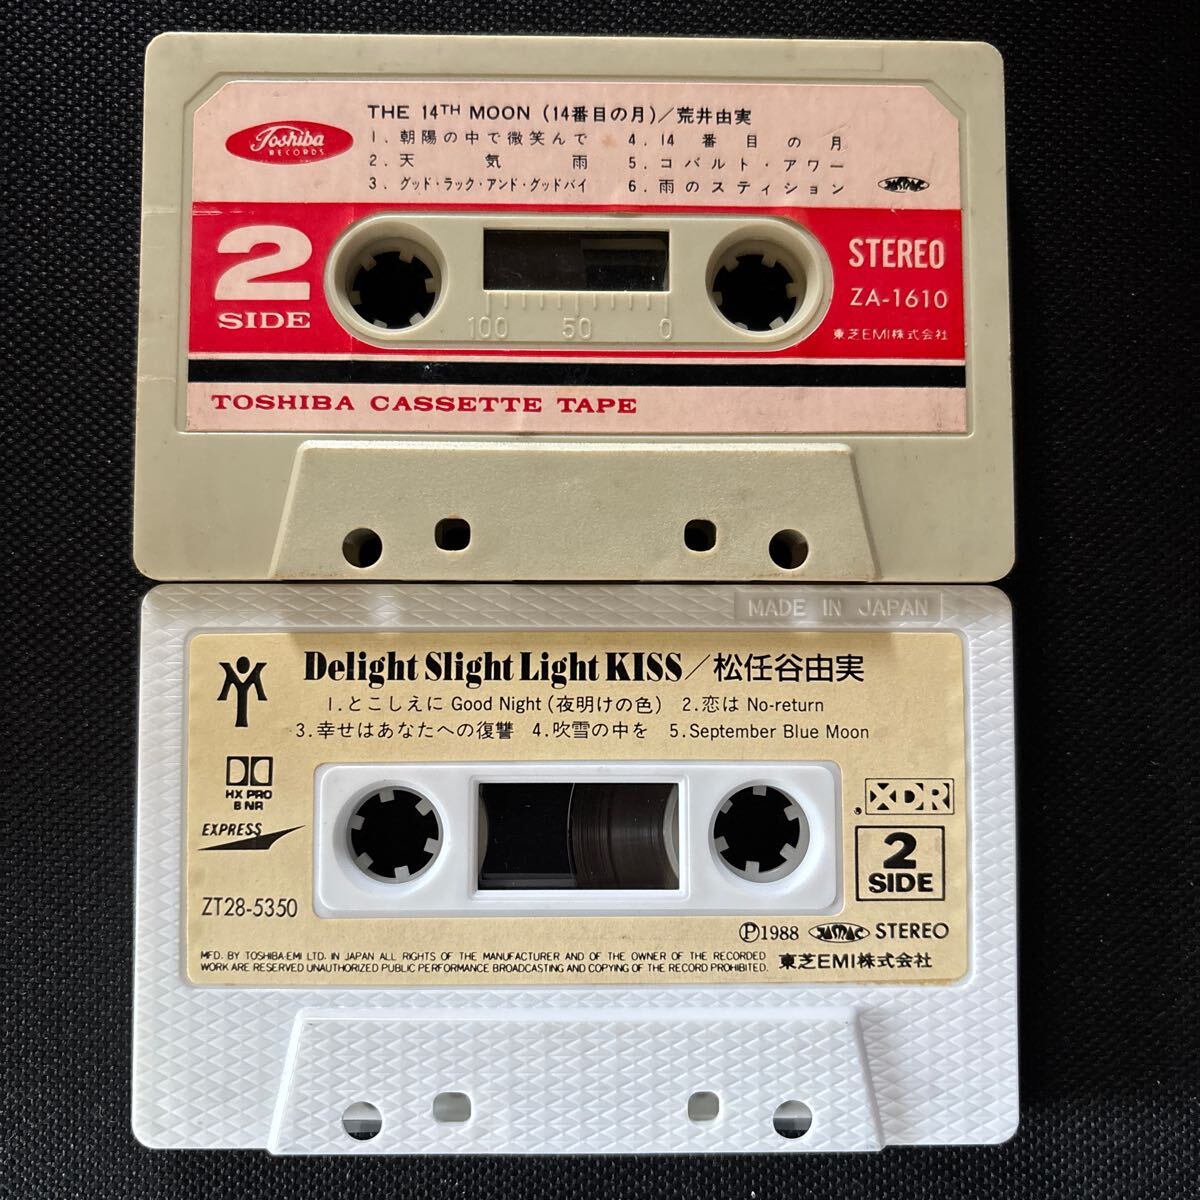 Toshiba
RECORDS
THE 14TH MOON (14番目の月)／荒井由実
1. 朝陽の中で微笑んで 4. 14番目の月
2. 天気雨 5. コバルト・アワー
3. グッド・ラック・アンド・グッドバイ 6. 雨のスティション
JASRAC
2
SIDE
100 50 0
STEREO
ZA-1610
東芝EMI株式会社
TOSHIBA CASSETTE TAPE
MADE IN JAPAN
Delight Slight Light KISS／松任谷由実
1.とこしえに Good Night (夜明けの色) 2.恋は No-return
3.幸せはあなたへの復讐 4.吹雪の中を 5.September Blue Moon
HX PRO
B NR
EXPRESS
ZT28-5350
XDR
2
SIDE
Ⓟ1988 JASRAC STEREO
MFD. BY TOSHIBA-EMI LTD. IN JAPAN ALL RIGHTS OF THE MANUFACTURER AND OF THE OWNER OF THE RECORDED
WORK ARE RESERVED UNAUTHORIZED PUBLIC PERFORMANCE BROADCASTING AND COPYING OF THE RECORD PROHIBITED.
東芝EMI株式会社